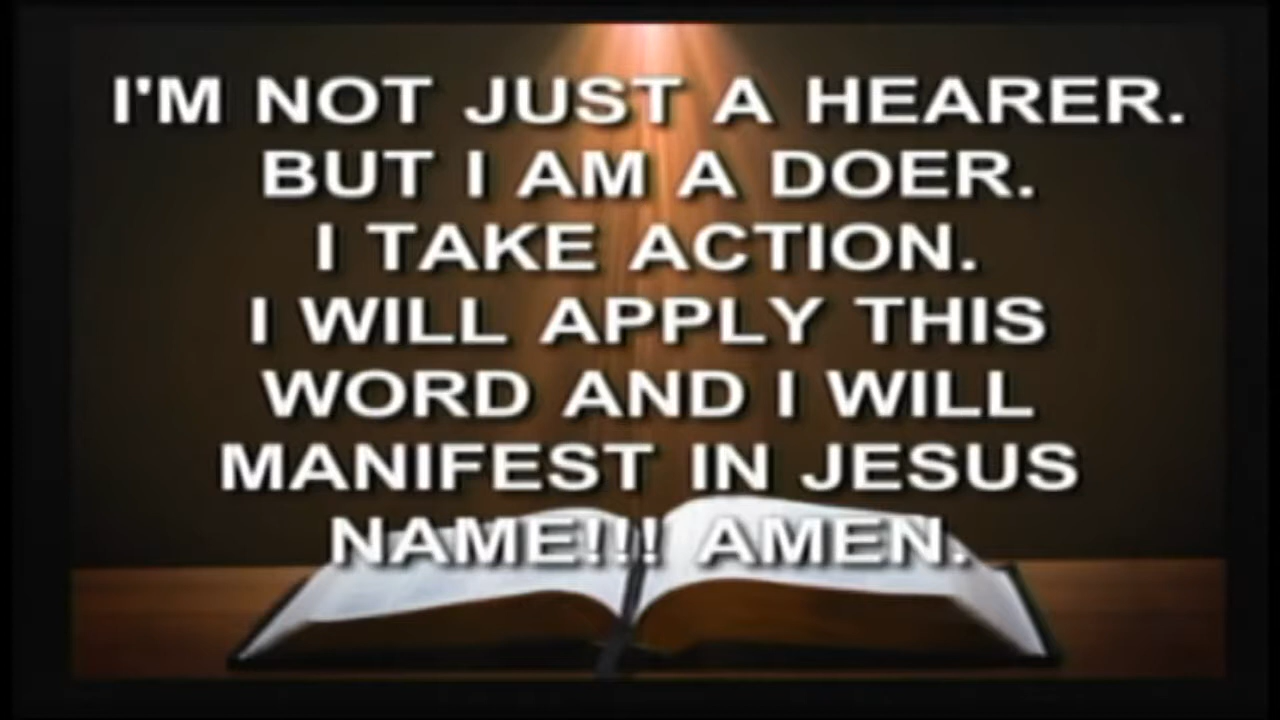 I'M NOT JUST A HEARER.
BUT I AM A DOER.
I TAKE ACTION.
I WILL APPLY THIS
WORD AND I WILL
MANIFEST IN JESUS
NAME!!! AMEN.